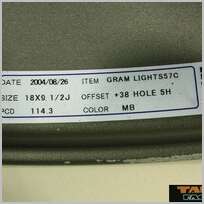 DATE 2004/08/26 ITEM GRAM LIGHTS57C
SIZE 18X9 1/2J OFFSET +38 HOLE 5H
PCD 114.3 COLOR MB